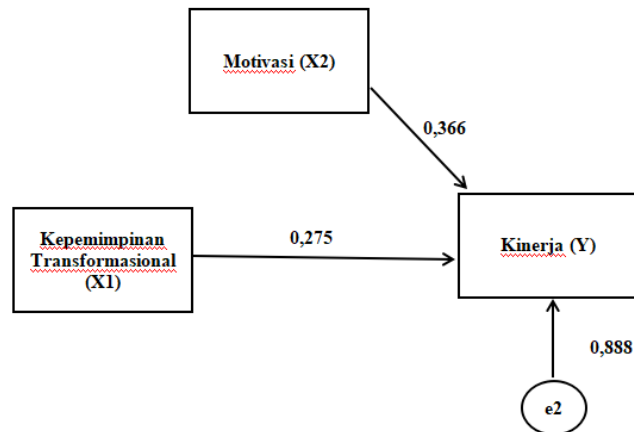 Motivasi (X2)
0,366
Kepemimpinan
Transformasional
(X1)
0,275
Kinerja (Y)
0,888
e2